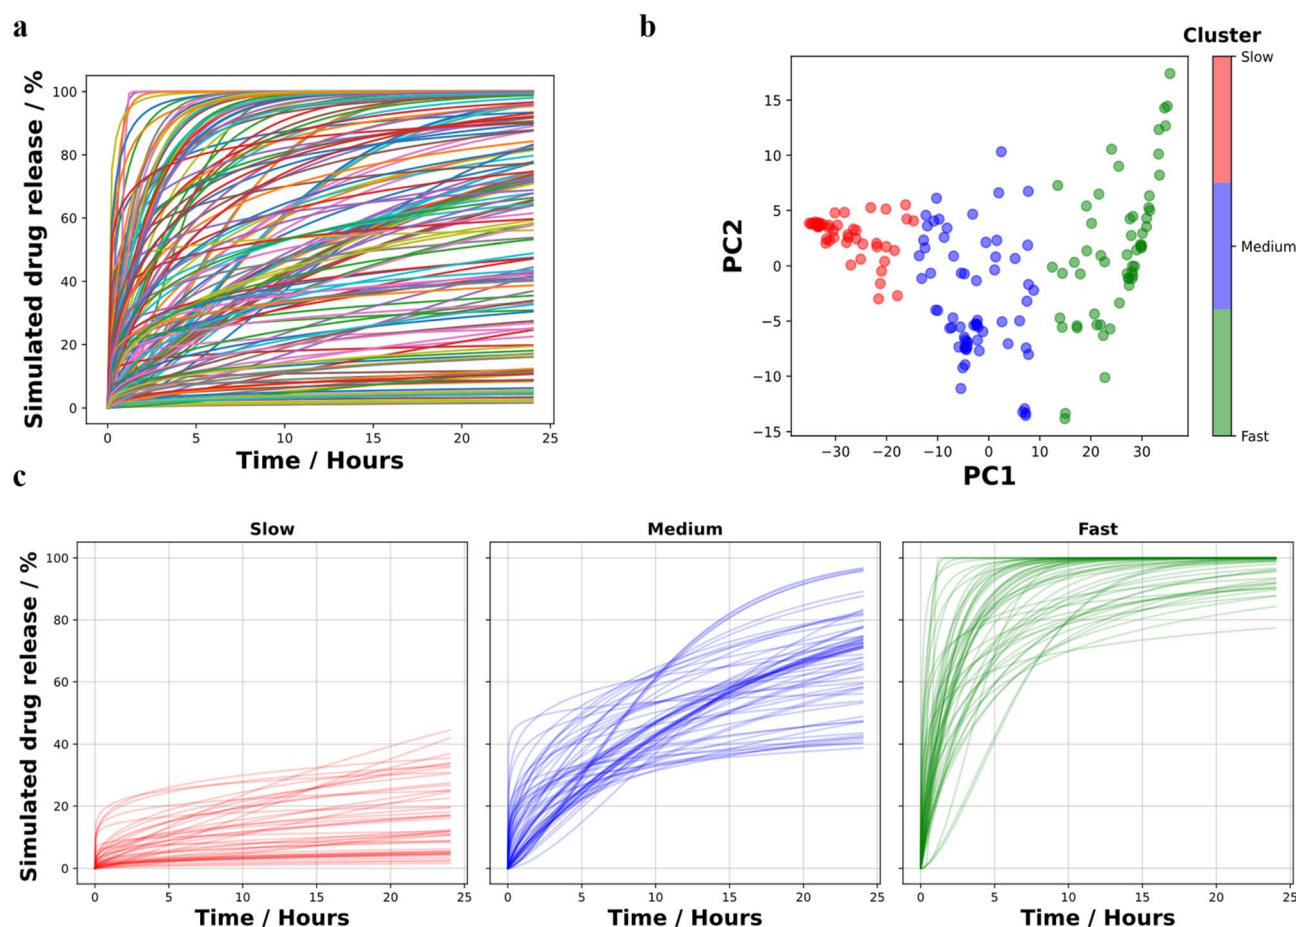 a
b
Simulated drug release / %
100
80
60
40
20
0
0 5 10 15 20 25
Time / Hours
Cluster
Slow
Medium
Fast
PC2
15
10
5
0
−5
−10
−15
−30 −20 −10 0 10 20 30
PC1
c
Slow Medium Fast
Simulated drug release / %
100
80
60
40
20
0
0 5 10 15 20 25 0 5 10 15 20 25 0 5 10 15 20 25
Time / Hours Time / Hours Time / Hours